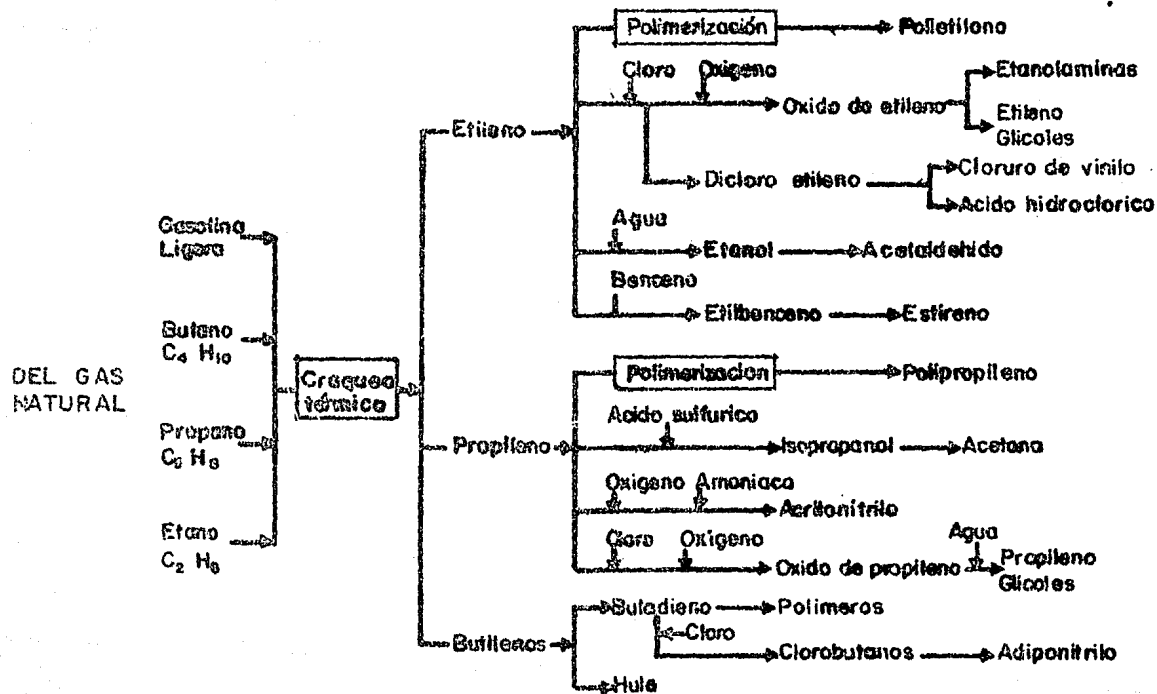 Polimerización
Polietileno
Cloro
Oxigeno
Etanolaminas
Oxido de etileno
Etileno
Glicoles
Etileno
Dicloro etileno
Cloruro de vinilo
Acido hidroclorico
Agua
Etanol
Acetaldehido
Benceno
Etilbenceno
Estireno
Gasolina
Ligera
Butano
C4 H10
DEL GAS
NATURAL
Craqueo
térmico
Propano
C3 H8
Etano
C2 H6
Polimerizacion
Polipropileno
Acido sulfurico
Propileno
Isopropanol
Acetona
Oxigeno
Amoniaco
Acrilonitrilo
Cloro
Oxigeno
Agua
Oxido de propileno
Propileno
Glicoles
Butadieno
Polimeros
Cloro
Butilenos
Clorobutanos
Adiponitrilo
Hule